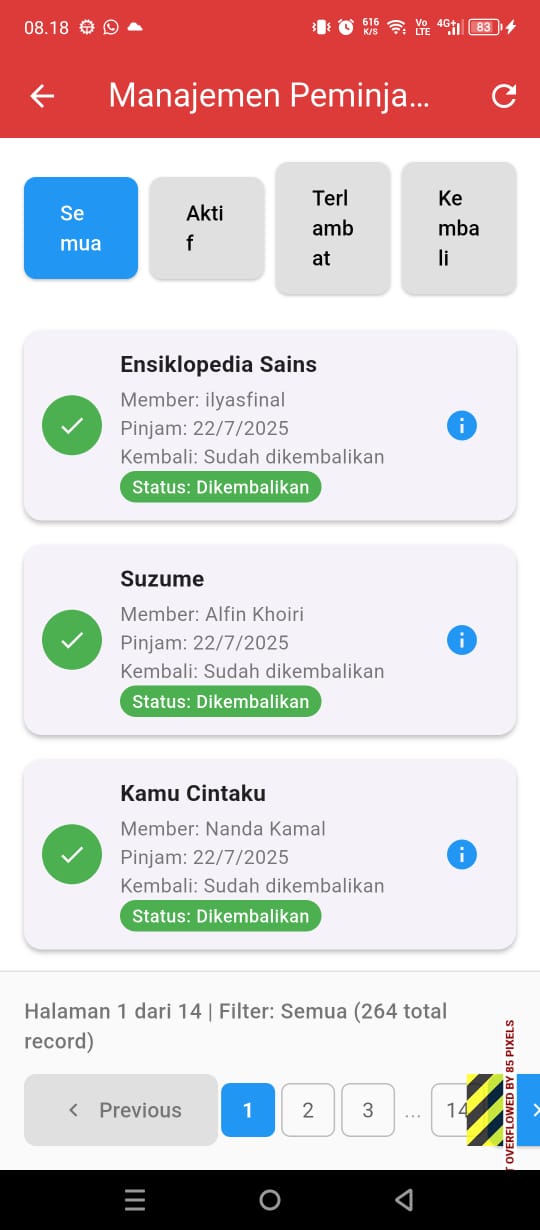 08.18
616
K/S
Vo
LTE
4G+
83
Manajemen Peminja...
Se
mua
Akti
f
Terl
amb
at
Ke
mba
li
Ensiklopedia Sains
Member: ilyasfinal
Pinjam: 22/7/2025
Kembali: Sudah dikembalikan
Status: Dikembalikan
Suzume
Member: Alfin Khoiri
Pinjam: 22/7/2025
Kembali: Sudah dikembalikan
Status: Dikembalikan
Kamu Cintaku
Member: Nanda Kamal
Pinjam: 22/7/2025
Kembali: Sudah dikembalikan
Status: Dikembalikan
Halaman 1 dari 14 | Filter: Semua (264 total
record)
Previous
1
2
3
...
14
OVERFLOWED BY 85 PIXELS